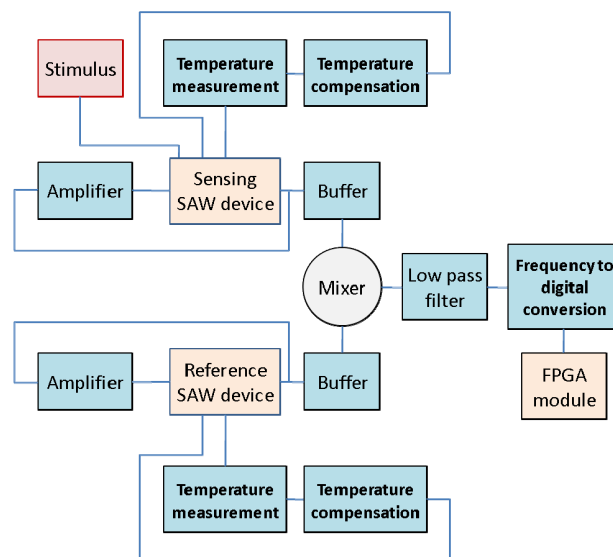 Stimulus
Temperature
measurement
Temperature
compensation
Amplifier
Sensing
SAW device
Buffer
Mixer
Low pass
filter
Frequency to
digital
conversion
Amplifier
Reference
SAW device
Buffer
FPGA
module
Temperature
measurement
Temperature
compensation